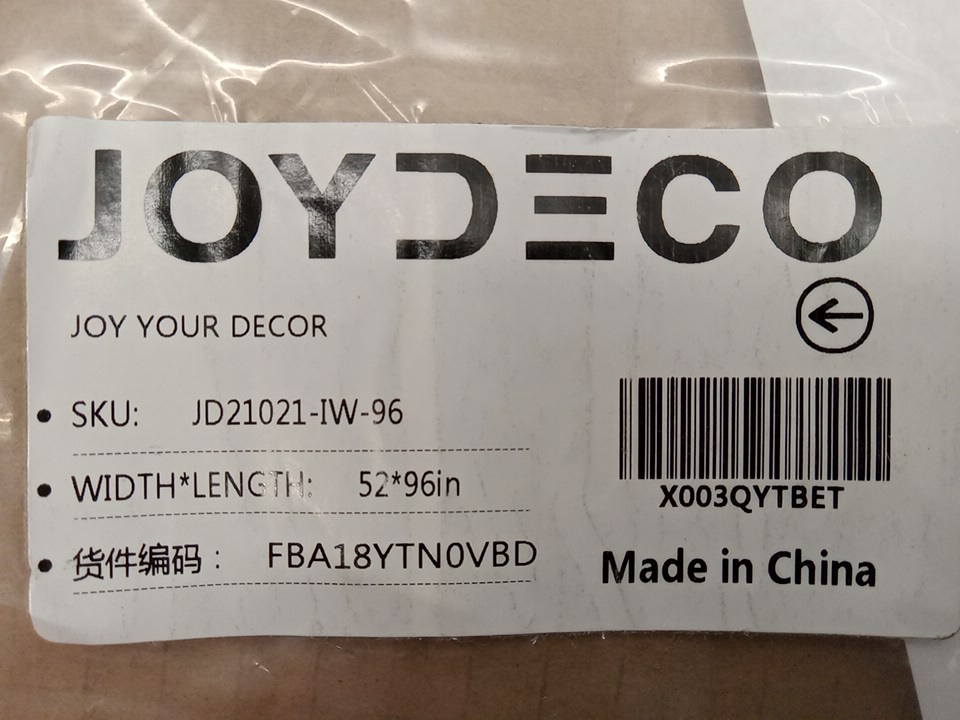 JOYDECO
JOY YOUR DECOR
SKU: JD21021-IW-96
WIDTH*LENGTH: 52*96in
货件编码： FBA18YTN0VBD
X003QYTBET
Made in China